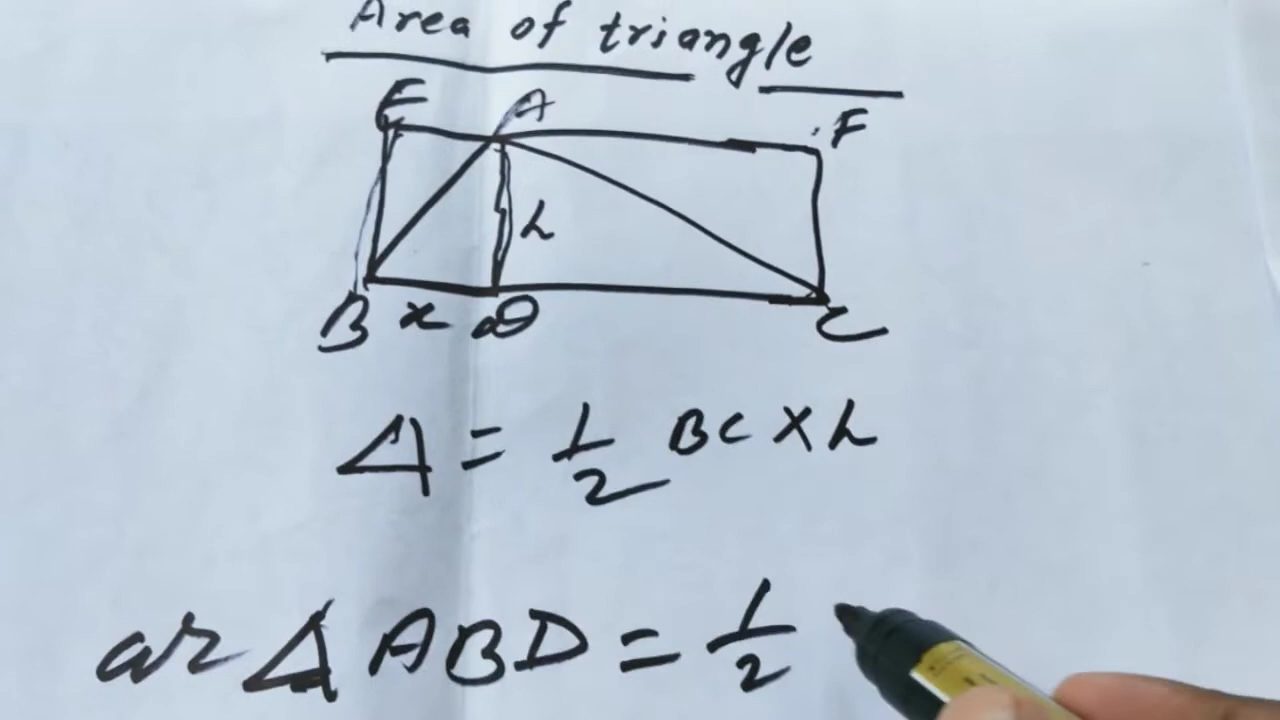 Area of triangle
E A F
h
B x D C
Δ = 1/2 BC × h
ar Δ ABD = 1/2